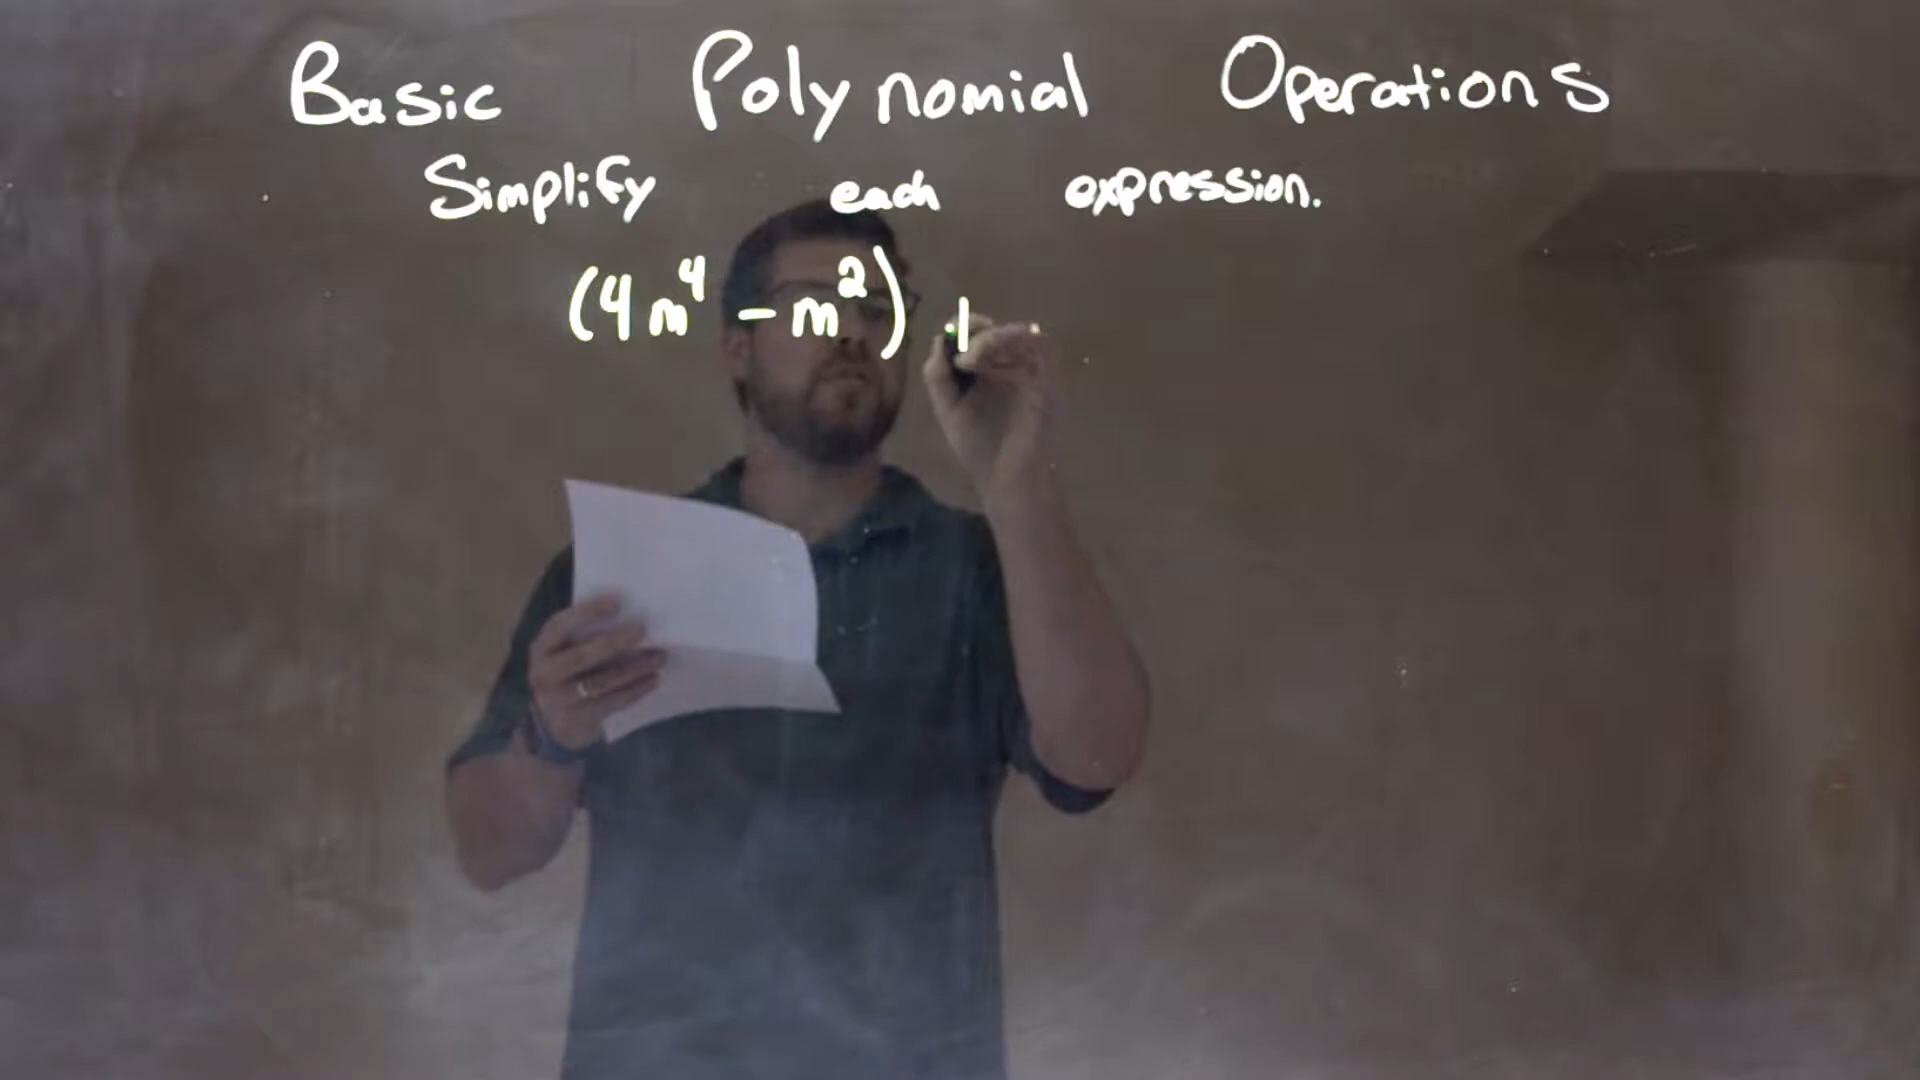 Basic Polynomial Operations
Simplify each expression.
(4m⁴ - m²)